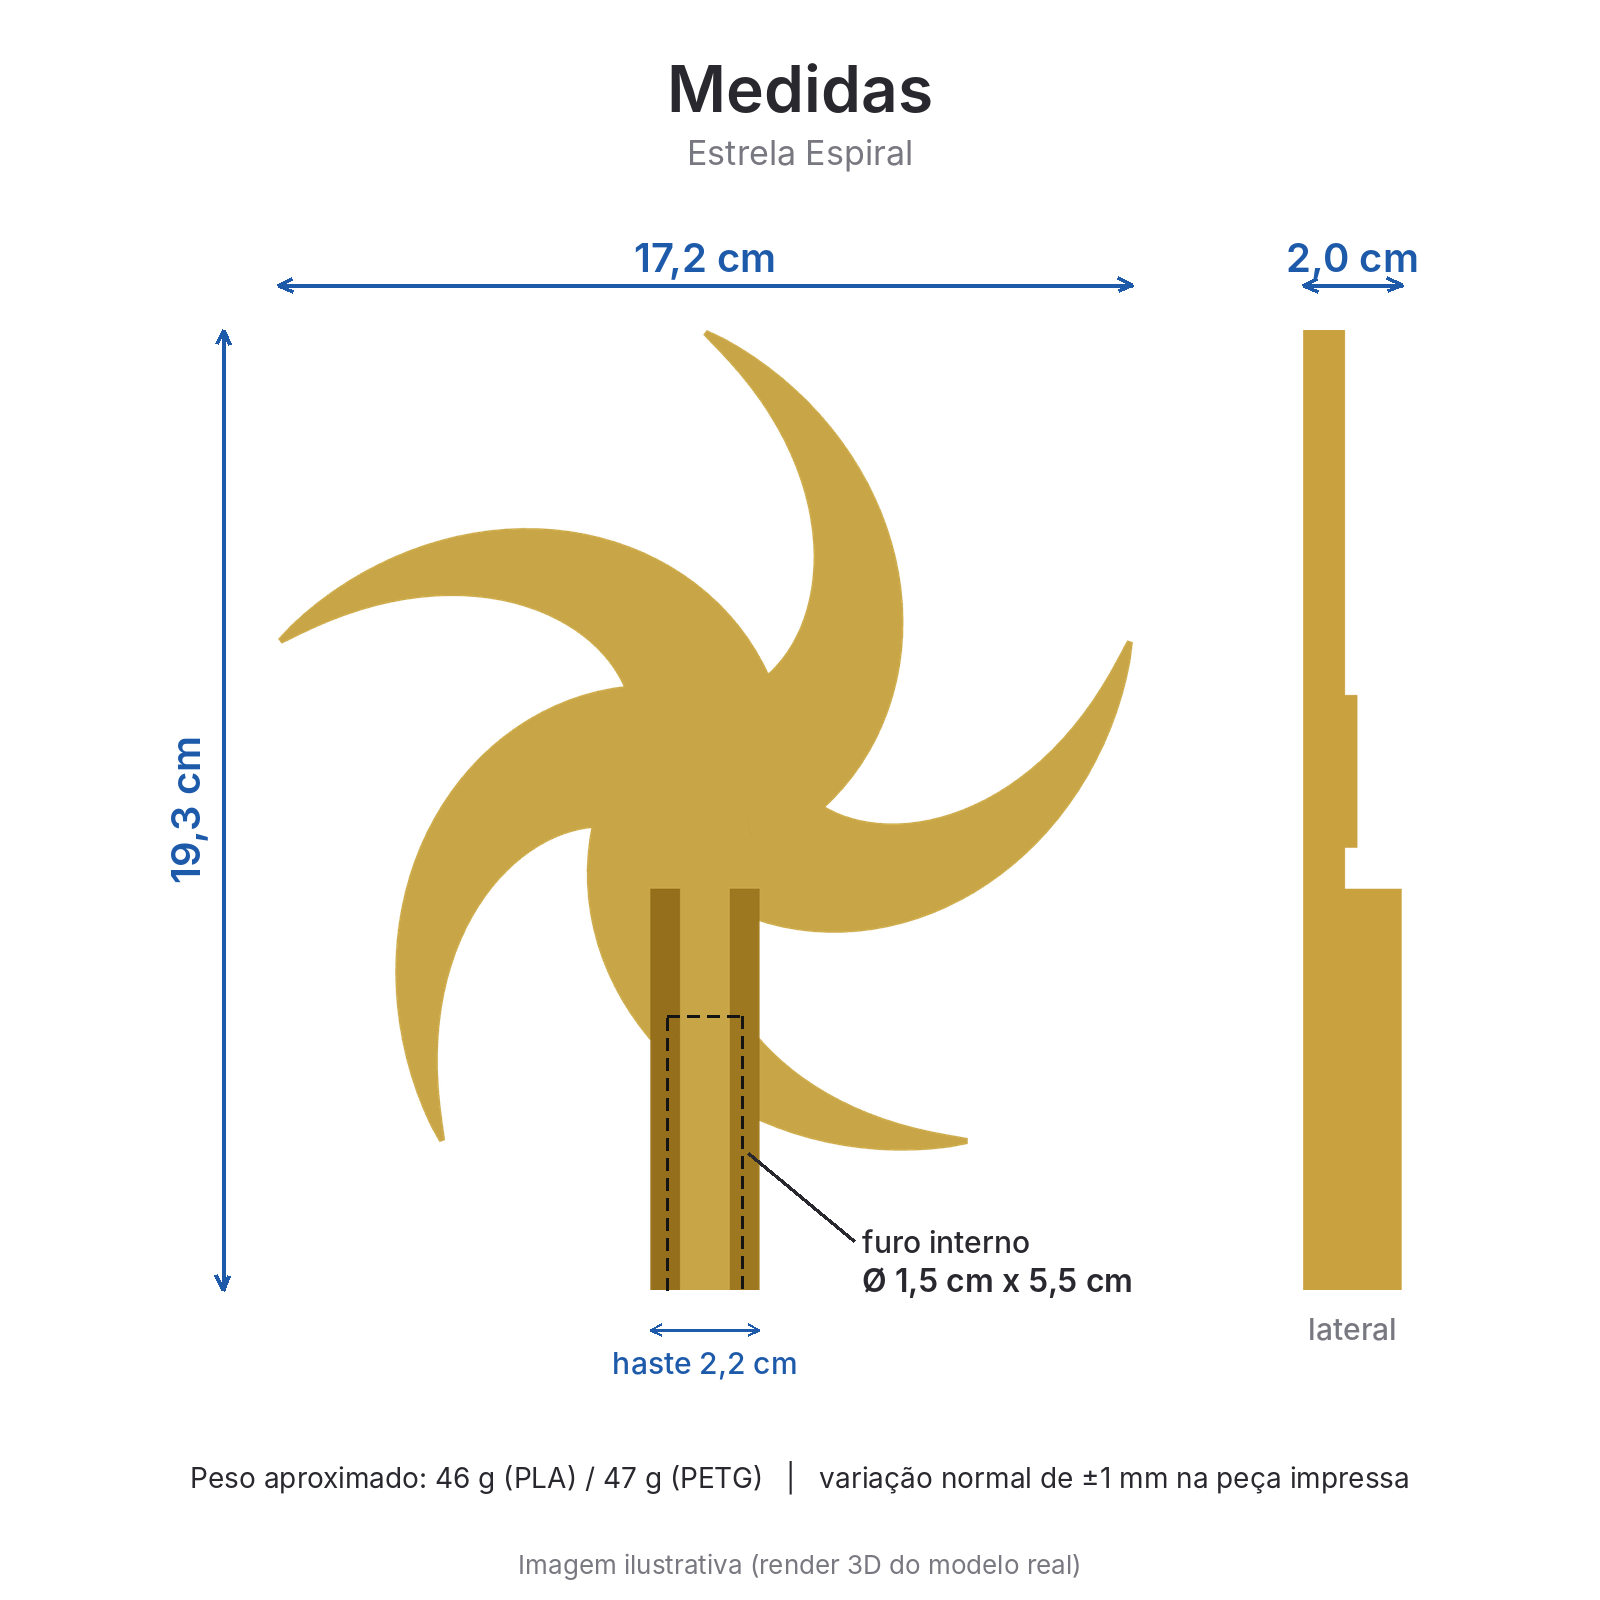 Medidas
Estrela Espiral
17,2 cm
2,0 cm
19,3 cm
furo interno
Ø 1,5 cm x 5,5 cm
lateral
haste 2,2 cm
Peso aproximado: 46 g (PLA) / 47 g (PETG) | variação normal de ±1 mm na peça impressa
Imagem ilustrativa (render 3D do modelo real)